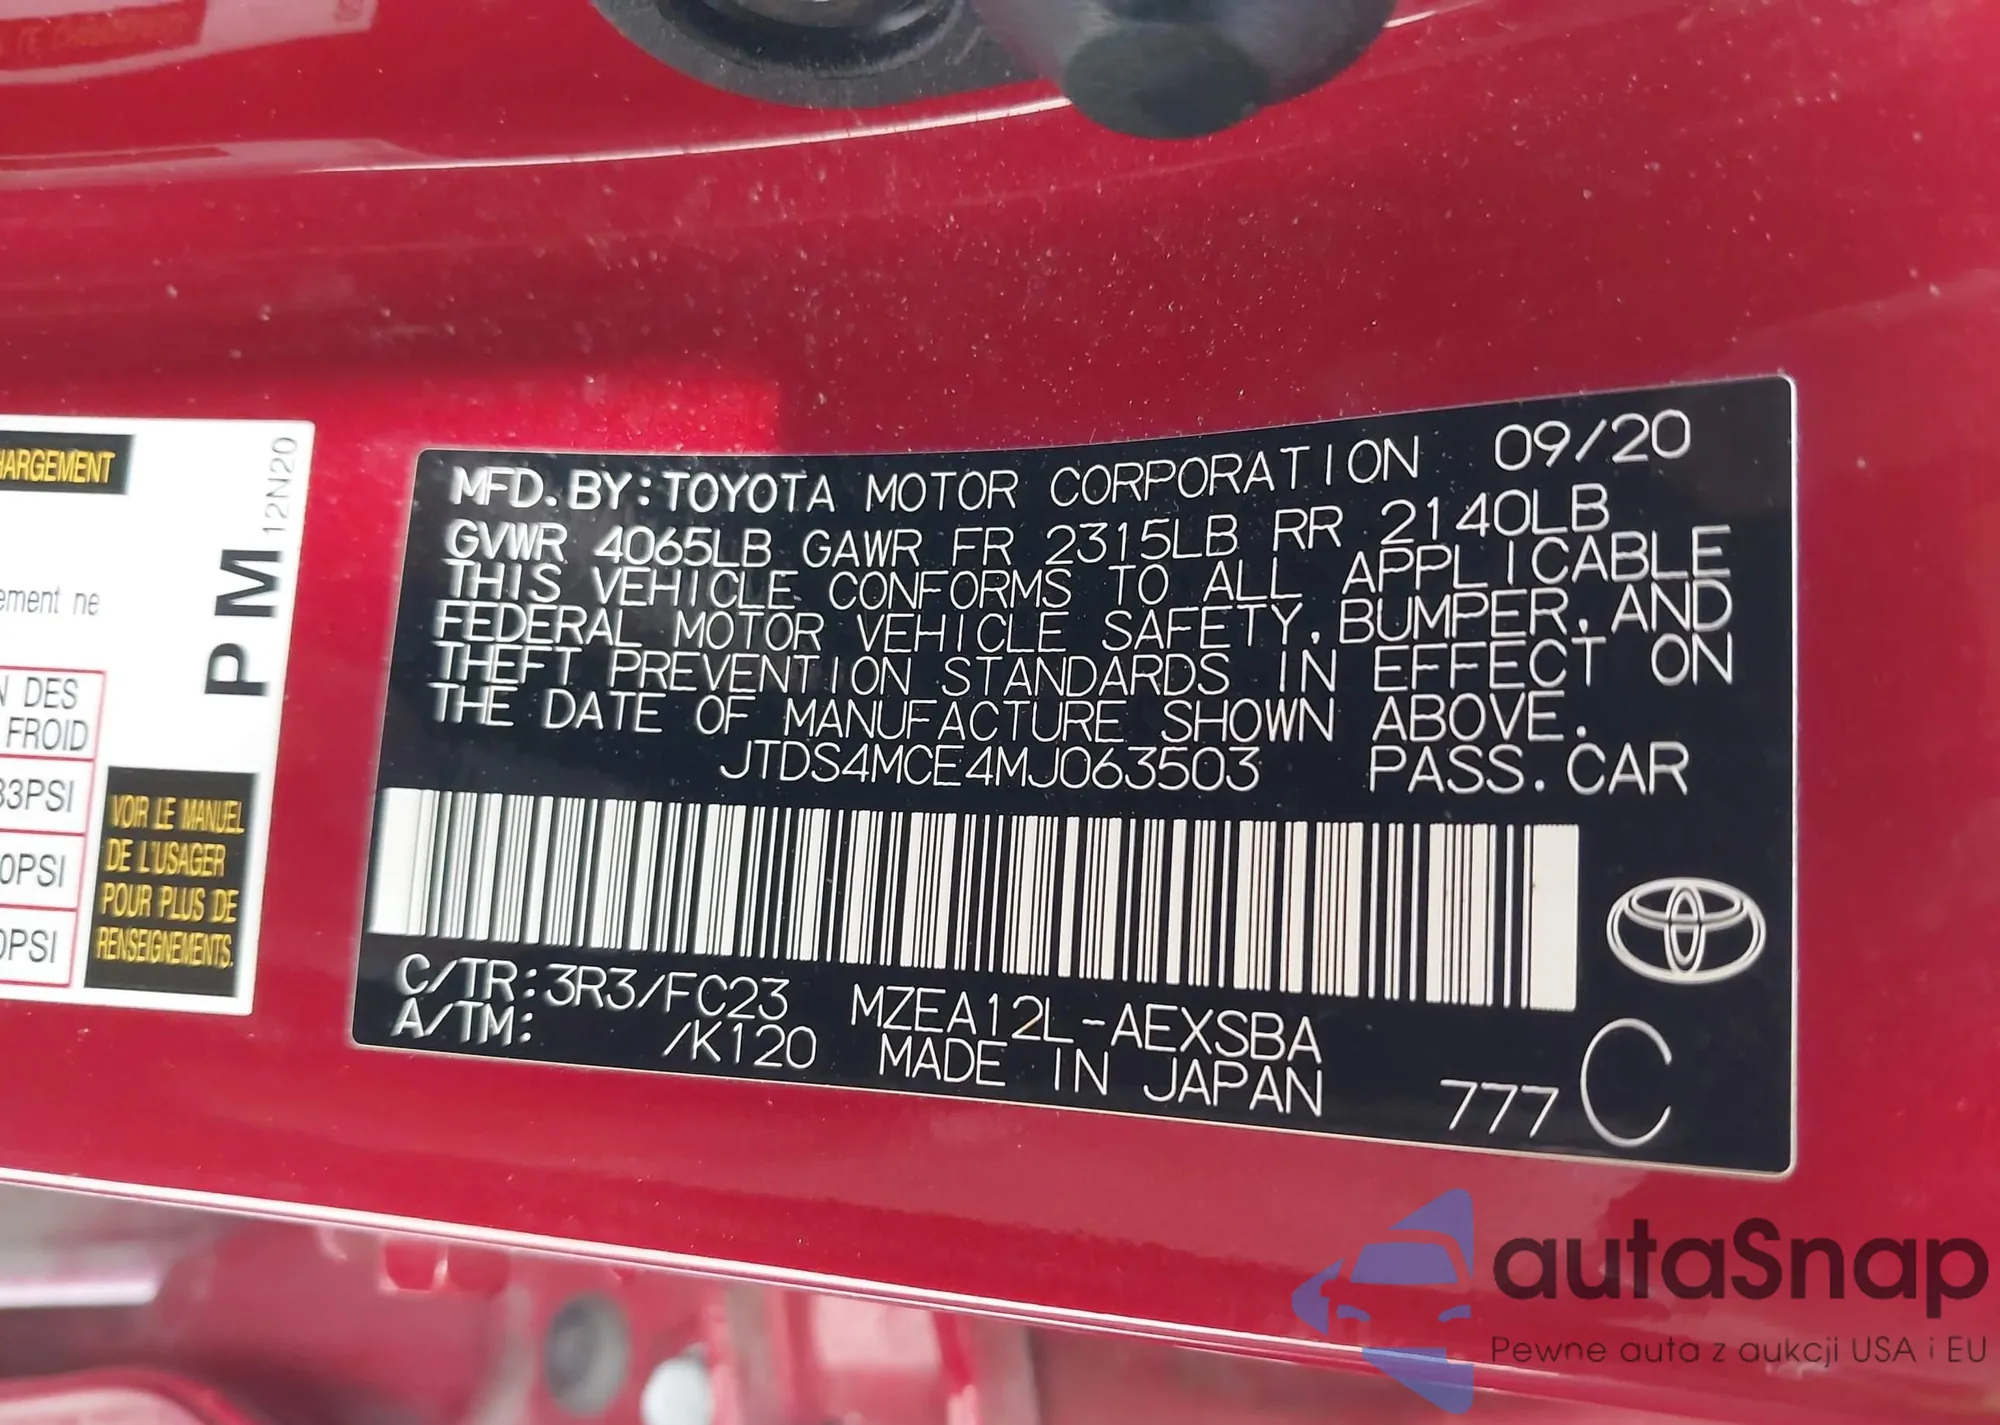 HARGEMENT
12N20
PM
ement ne
N DES
FROID
33PSI
0PSI
0PSI
VOIR LE MANUEL
DE L'USAGER
POUR PLUS DE
RENSEIGNEMENTS.
MFD. BY: TOYOTA MOTOR CORPORATION 09/20
GVWR 4065LB GAWR FR 2315LB RR 2140LB
THIS VEHICLE CONFORMS TO ALL APPLICABLE
FEDERAL MOTOR VEHICLE SAFETY, BUMPER, AND
THEFT PREVENTION STANDARDS IN EFFECT ON
THE DATE OF MANUFACTURE SHOWN ABOVE.
JTDS4MCE4MJ063503 PASS. CAR
C/TR: 3R3/FC23 MZEA12L-AEXSBA
A/TM: /K120 MADE IN JAPAN
777 C
autaSnap
Pewne auta z aukcji USA i EU